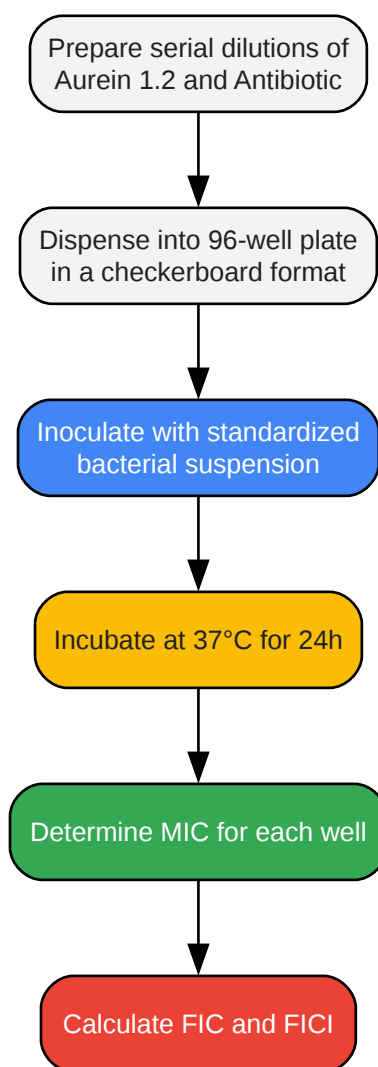 Prepare serial dilutions of
Aurein 1.2 and Antibiotic
Dispense into 96-well plate
in a checkerboard format
Inoculate with standardized
bacterial suspension
Incubate at 37°C for 24h
Determine MIC for each well
Calculate FIC and FICI